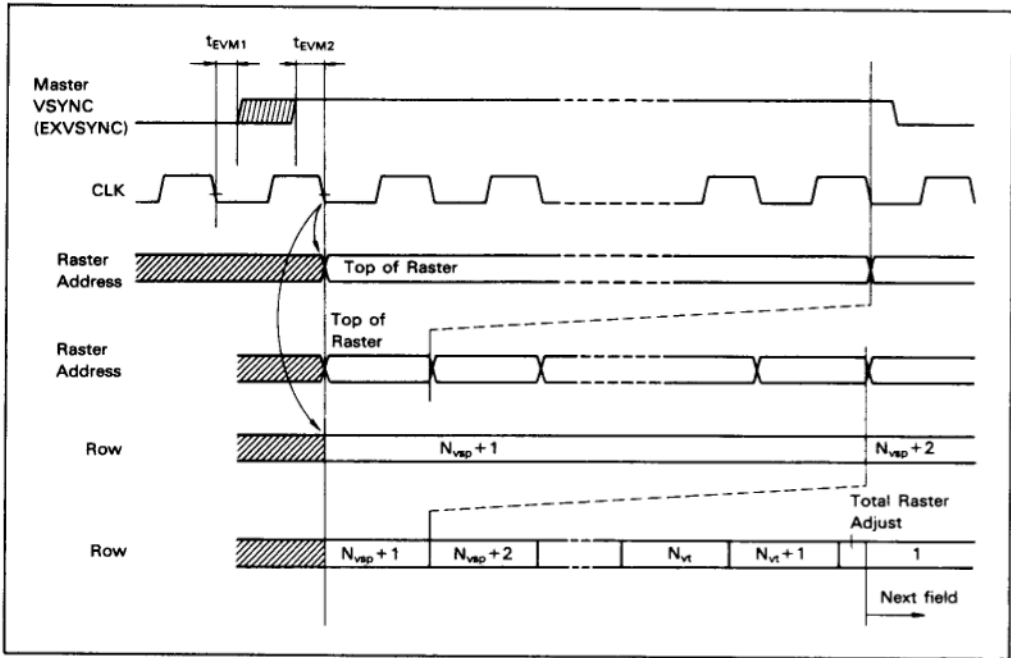 tEVM1 tEVM2
Master
VSYNC
(EXVSYNC)
CLK
Raster
Address
Top of Raster
Top of
Raster
Raster
Address
Row
Nvsp+1
Nvsp+2
Total Raster
Adjust
Row
Nvsp+1 Nvsp+2 Nvt Nvt+1 1
Next field